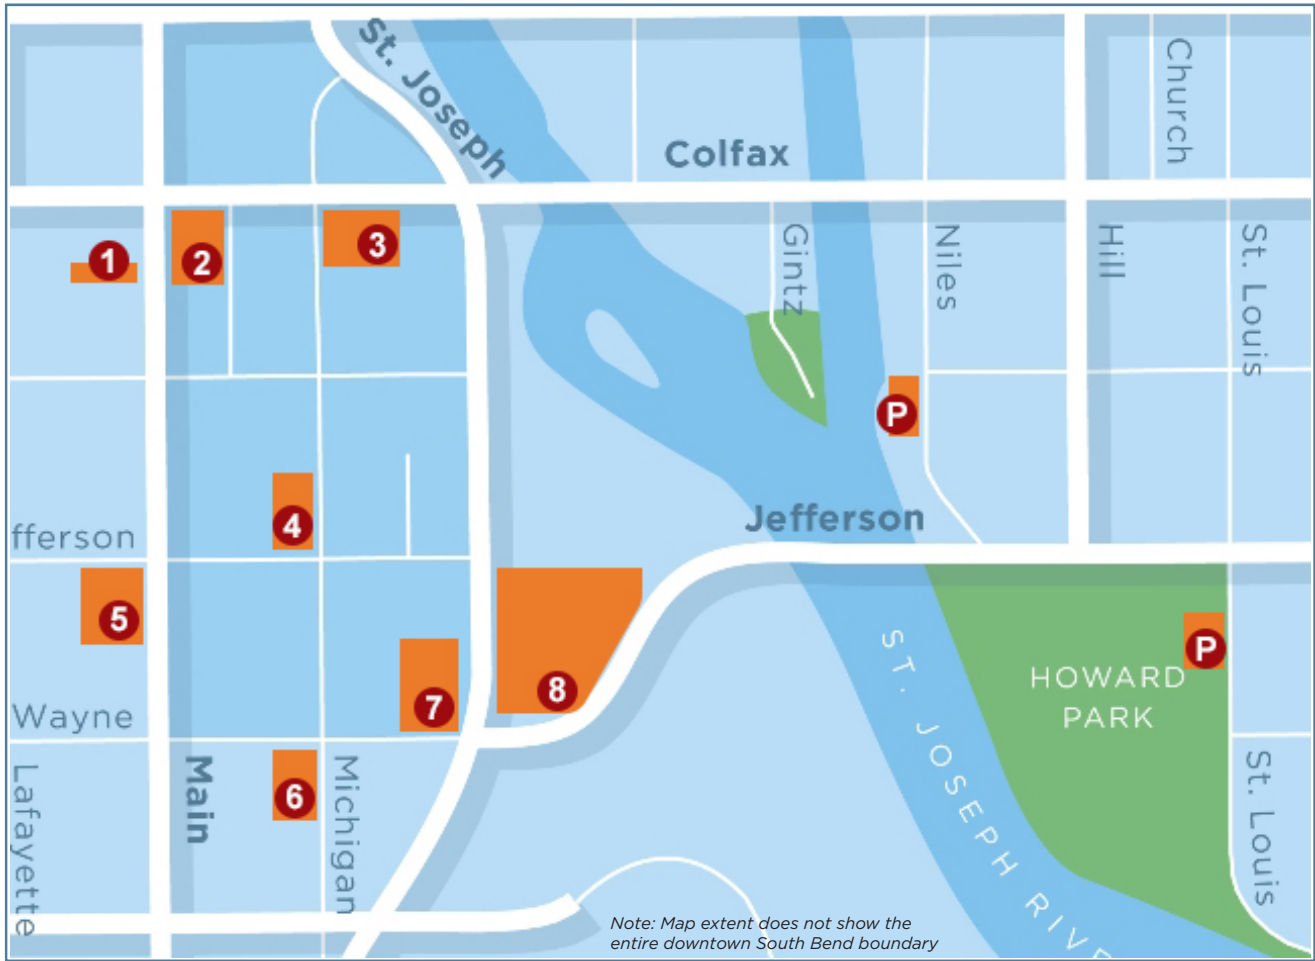 St. Joseph
Colfax
Church
1
2
3
Gintz
Niles
Hill
St. Louis
P
4
fferson
Jefferson
5
8
P
HOWARD
PARK
7
Wayne
6
Main
Michigan
Lafayette
ST. JOSEPH RIVE
St. Louis
Note: Map extent does not show the
entire downtown South Bend boundary